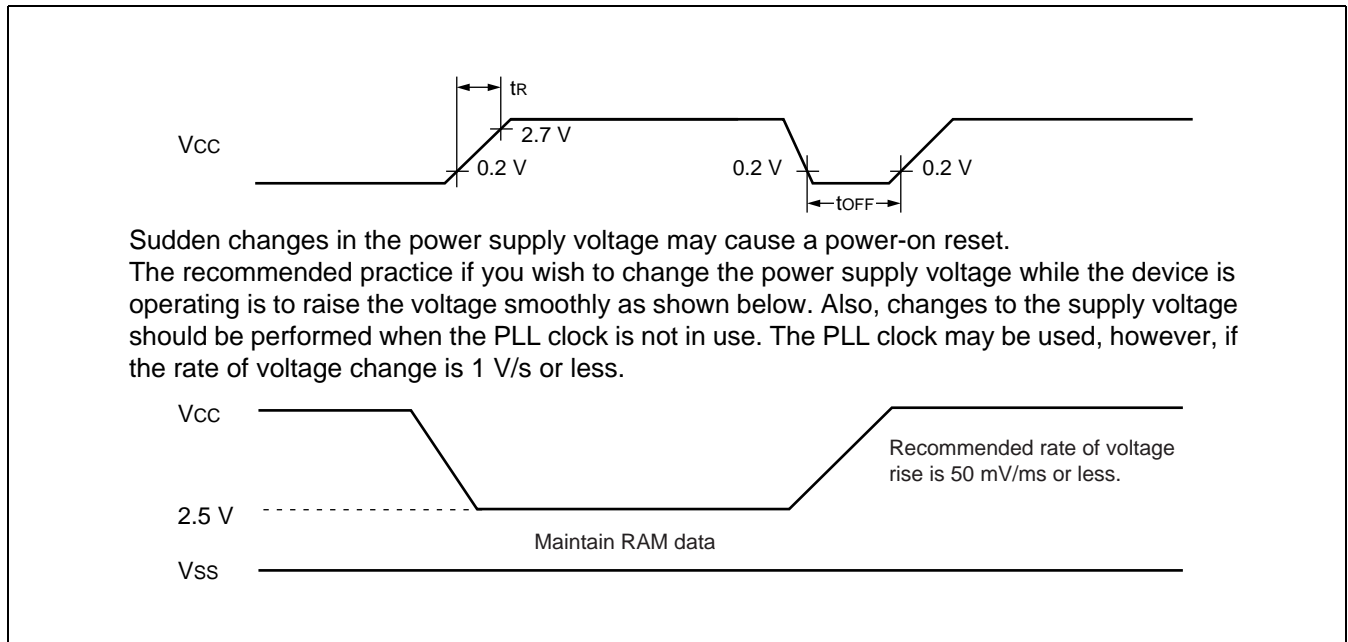 tR
VCC
2.7 V
0.2 V
0.2 V
0.2 V
tOFF
Sudden changes in the power supply voltage may cause a power-on reset.
The recommended practice if you wish to change the power supply voltage while the device is
operating is to raise the voltage smoothly as shown below. Also, changes to the supply voltage
should be performed when the PLL clock is not in use. The PLL clock may be used, however, if
the rate of voltage change is 1 V/s or less.
VCC
Recommended rate of voltage
rise is 50 mV/ms or less.
2.5 V
Maintain RAM data
VSS